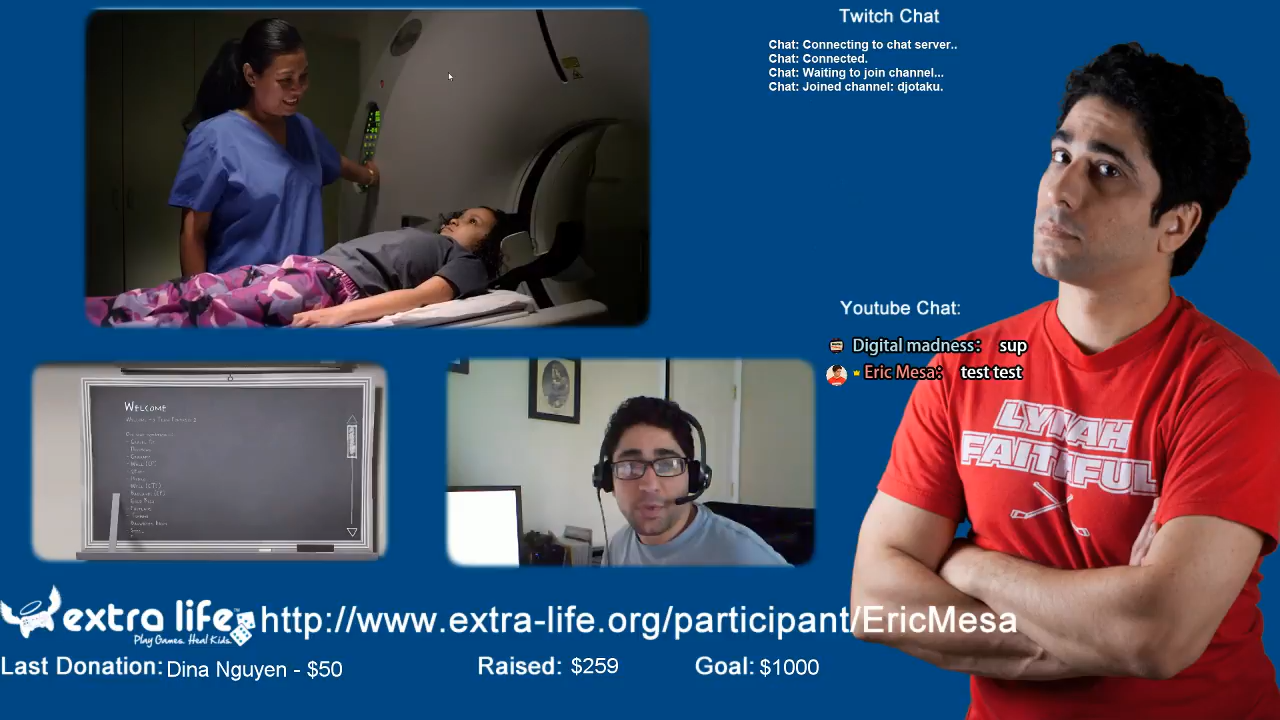 Twitch Chat
Chat: Connecting to chat server..
Chat: Connected.
Chat: Waiting to join channel...
Chat: Joined channel: djotaku.
Youtube Chat:
Digital madness: sup
Eric Mesa: test test
LYNAH
FAITHFUL
WELCOME
extra life
Play Games. Heal Kids.
http://www.extra-life.org/participant/EricMesa
Last Donation: Dina Nguyen - $50
Raised: $259
Goal: $1000